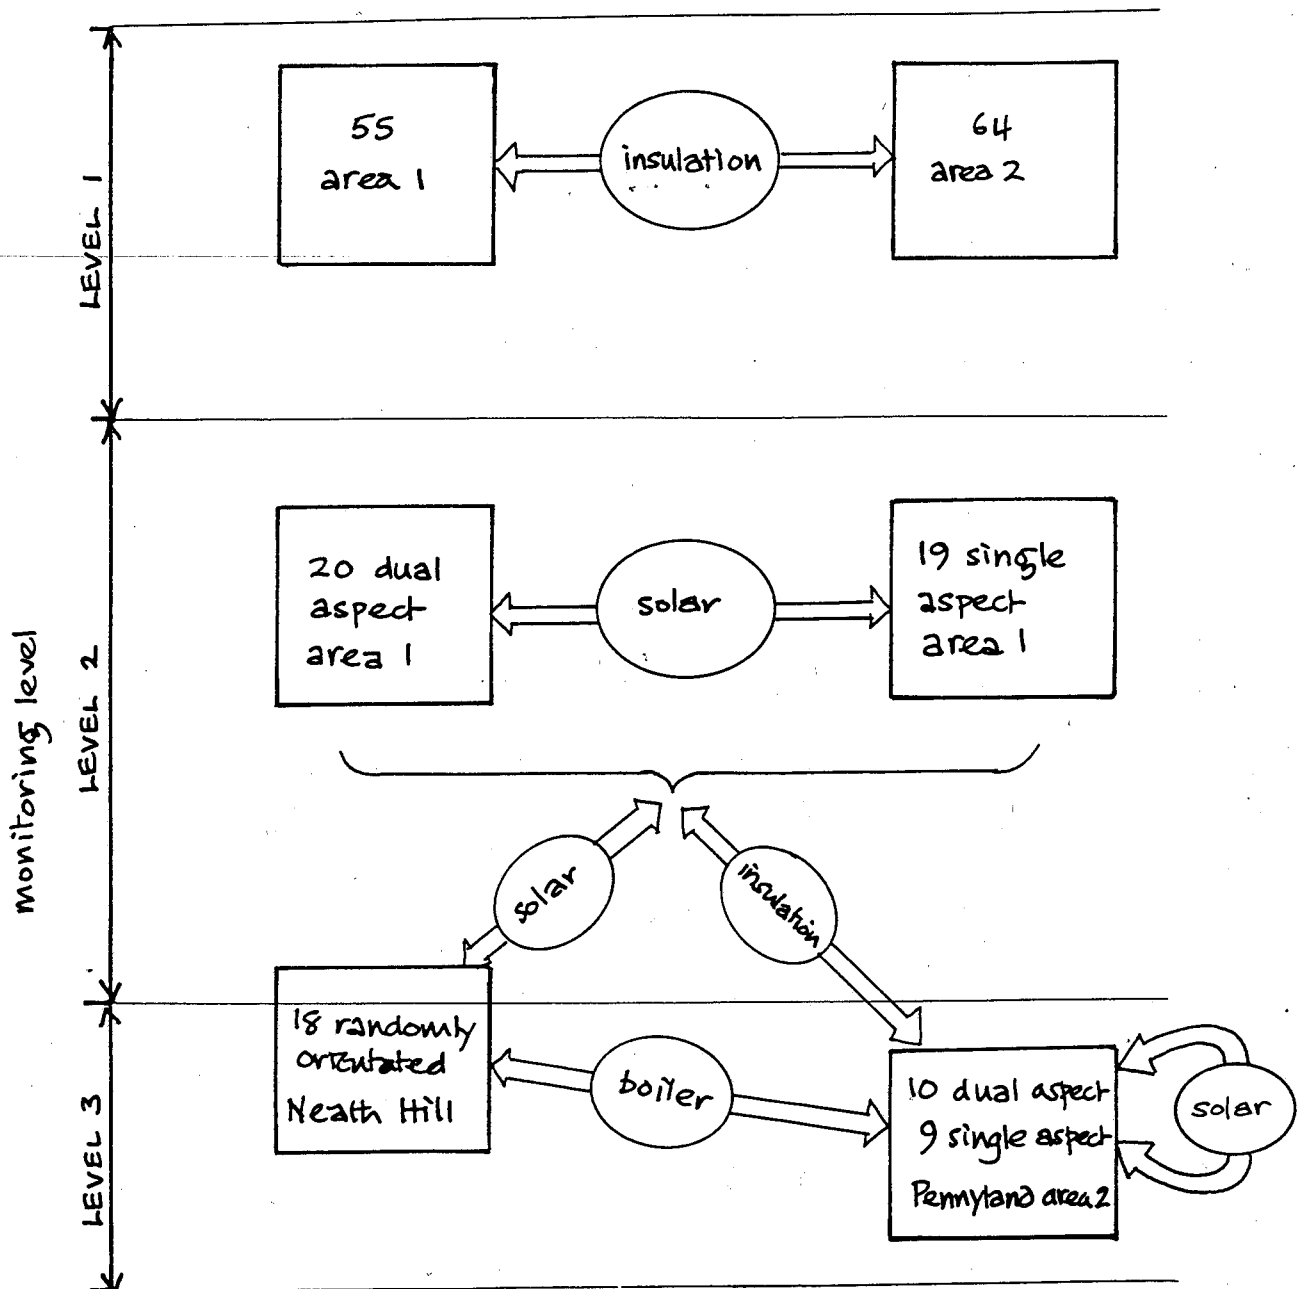 monitoring level
LEVEL 1
55
area 1
insulation
64
area 2
LEVEL 2
20 dual
aspect
area 1
solar
19 single
aspect
area 1
solar
insulation
LEVEL 3
18 randomly
orientated
Neath Hill
boiler
10 dual aspect
9 single aspect
Pennyland area 2
solar